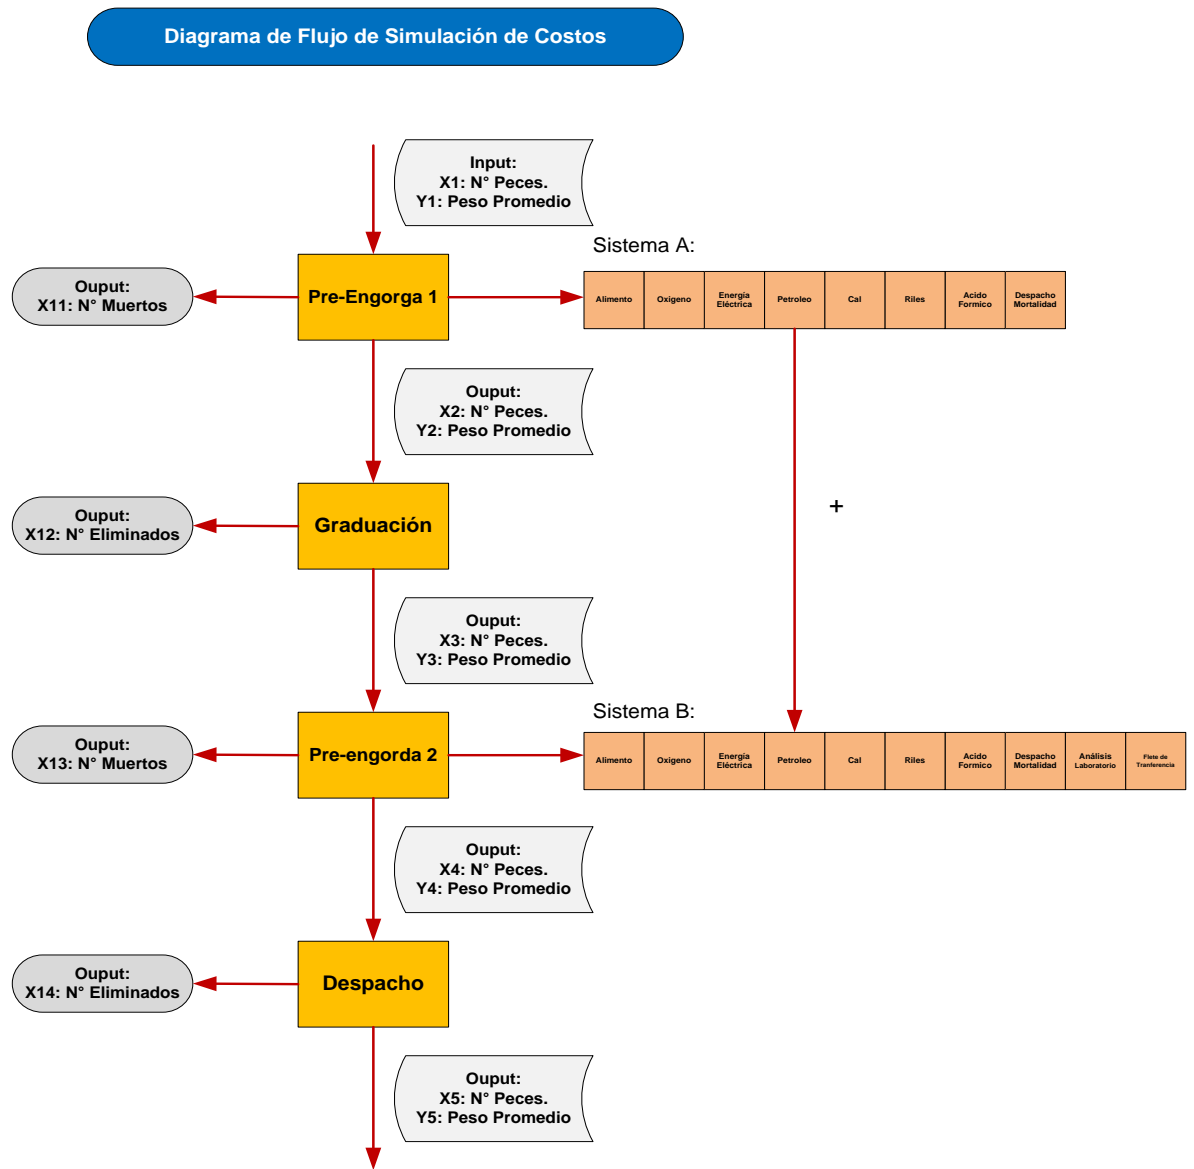 Diagrama de Flujo de Simulación de Costos
Input:
X1: N° Peces.
Y1: Peso Promedio
Sistema A:
Ouput:
X11: N° Muertos
Pre-Engorga 1
Alimento
Oxigeno
Energía
Eléctrica
Petroleo
Cal
Riles
Acido
Formico
Despacho
Mortalidad
Ouput:
X2: N° Peces.
Y2: Peso Promedio
Ouput:
X12: N° Eliminados
Graduación
+
Ouput:
X3: N° Peces.
Y3: Peso Promedio
Sistema B:
Ouput:
X13: N° Muertos
Pre-engorda 2
Alimento
Oxigeno
Energía
Eléctrica
Petroleo
Cal
Riles
Acido
Formico
Despacho
Mortalidad
Análisis
Laboratorio
Flete de
Tranferencia
Ouput:
X4: N° Peces.
Y4: Peso Promedio
Ouput:
X14: N° Eliminados
Despacho
Ouput:
X5: N° Peces.
Y5: Peso Promedio